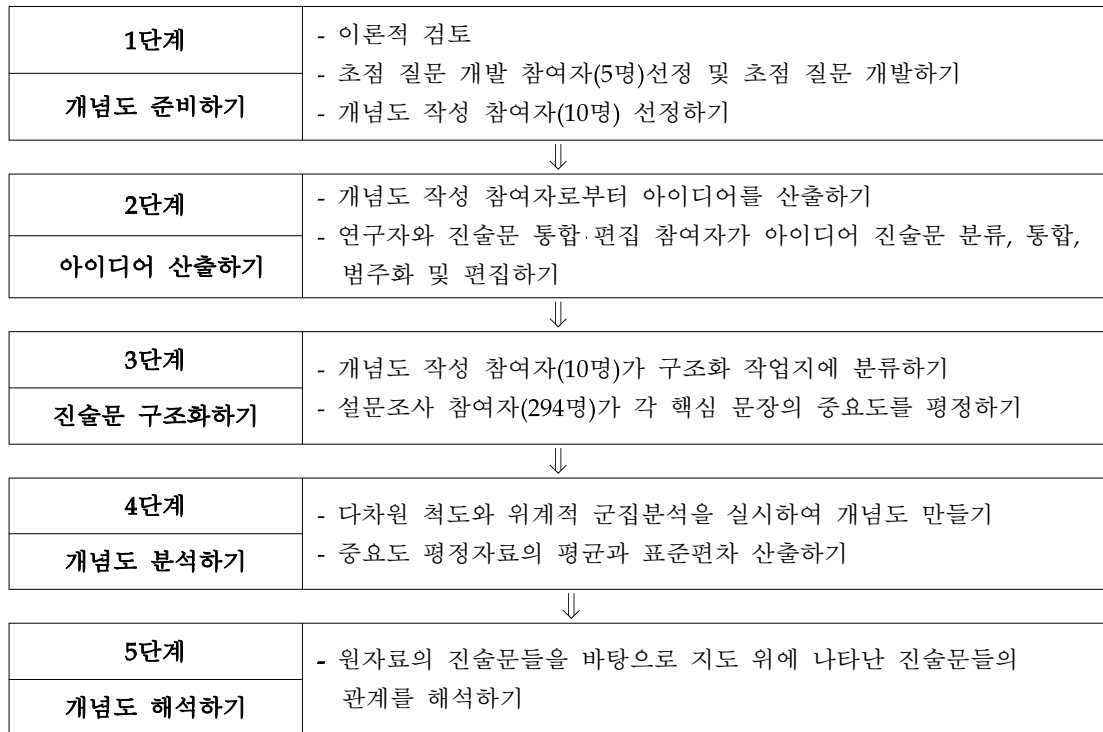 1단계
개념도 준비하기
- 이론적 검토
- 초점 질문 개발 참여자(5명)선정 및 초점 질문 개발하기
- 개념도 작성 참여자(10명) 선정하기
⇓
2단계
아이디어 산출하기
- 개념도 작성 참여자로부터 아이디어를 산출하기
- 연구자와 진술문 통합·편집 참여자가 아이디어 진술문 분류, 통합,
범주화 및 편집하기
⇓
3단계
진술문 구조화하기
- 개념도 작성 참여자(10명)가 구조화 작업지에 분류하기
- 설문조사 참여자(294명)가 각 핵심 문장의 중요도를 평정하기
⇓
4단계
개념도 분석하기
- 다차원 척도와 위계적 군집분석을 실시하여 개념도 만들기
- 중요도 평정자료의 평균과 표준편차 산출하기
⇓
5단계
개념도 해석하기
- 원자료의 진술문들을 바탕으로 지도 위에 나타난 진술문들의
관계를 해석하기